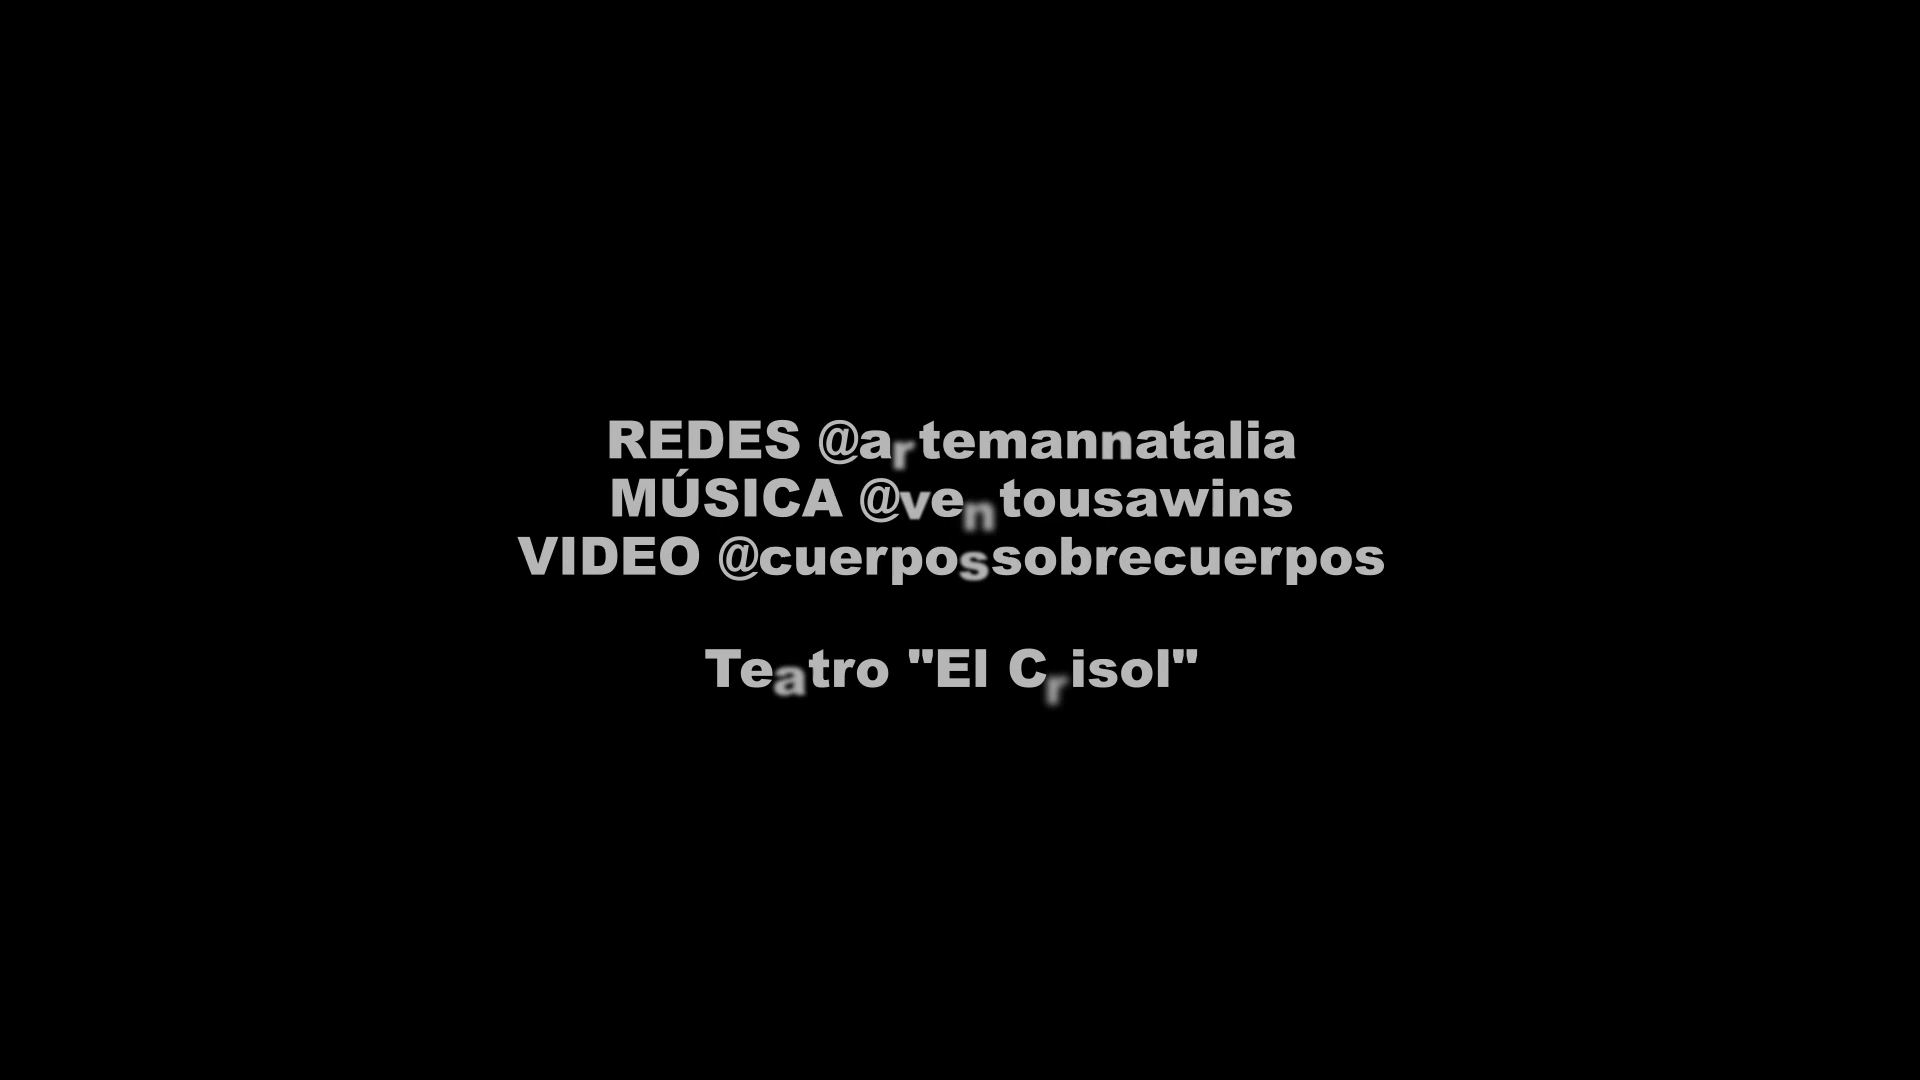 REDES @artemannatalia
MÚSICA @ventousawins
VIDEO @cuerpossobrecuerpos
Teatro "El Crisol"